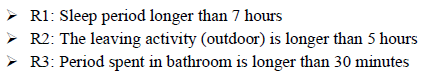 ➢ R1: Sleep period longer than 7 hours
➢ R2: The leaving activity (outdoor) is longer than 5 hours
➢ R3: Period spent in bathroom is longer than 30 minutes